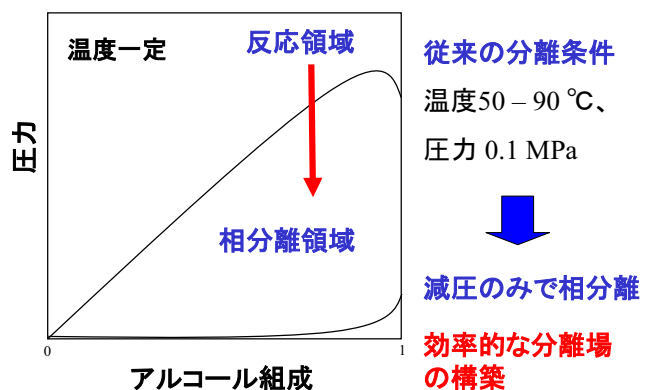 温度一定
反応領域
圧力
相分離領域
0
1
アルコール組成
従来の分離条件
温度50 – 90 ℃、
圧力 0.1 MPa
減圧のみで相分離
効率的な分離場
の構築